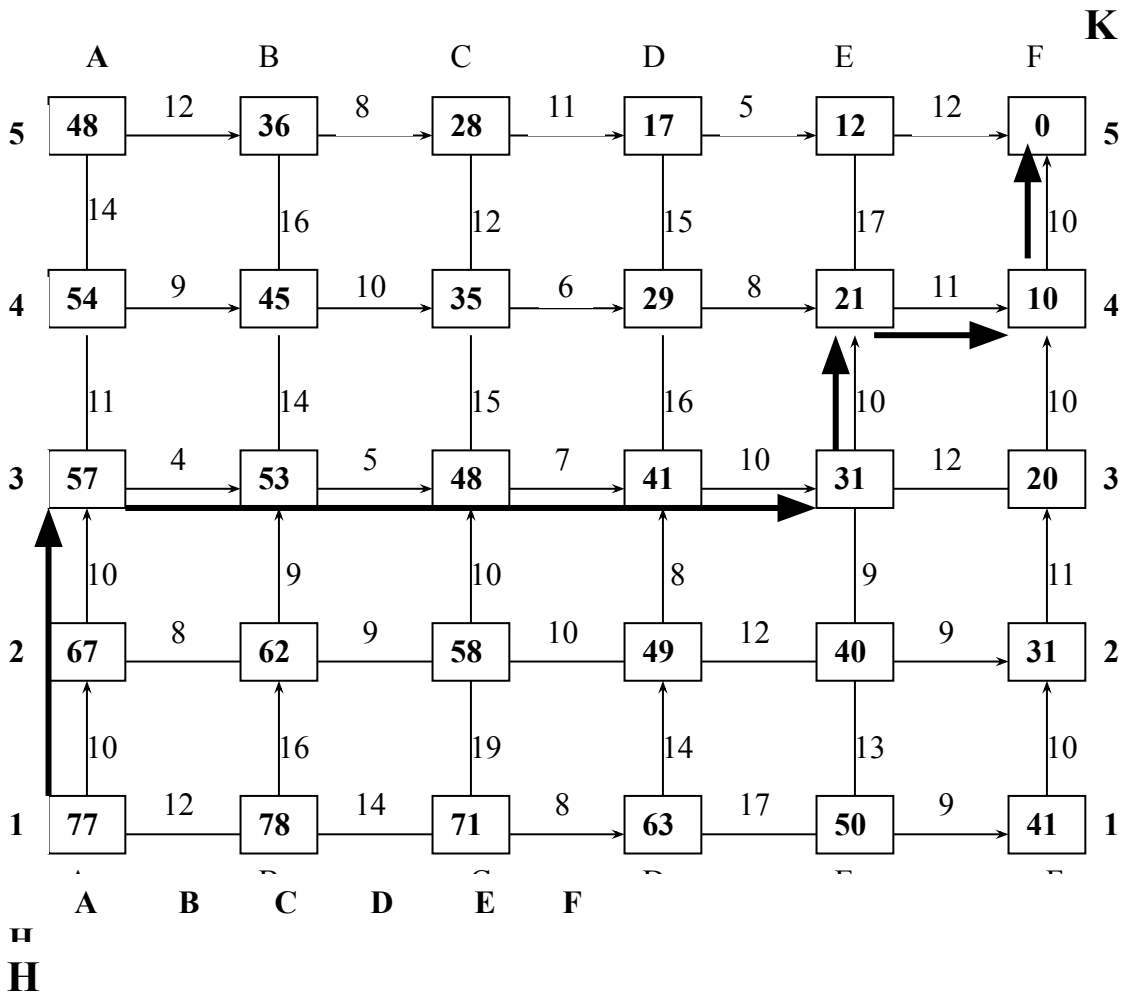 K
A B C D E F
12 8 11 5 12
5 48 36 28 17 12 0 5
14 16 12 15 17 10
9 10 6 8 11
4 54 45 35 29 21 10 4
11 14 15 16 10 10
4 5 7 10 12
3 57 53 48 41 31 20 3
10 9 10 8 9 11
8 9 10 12 9
2 67 62 58 49 40 31 2
10 16 19 14 13 10
12 14 8 17 9
1 77 78 71 63 50 41 1
A B C D E F
H
H